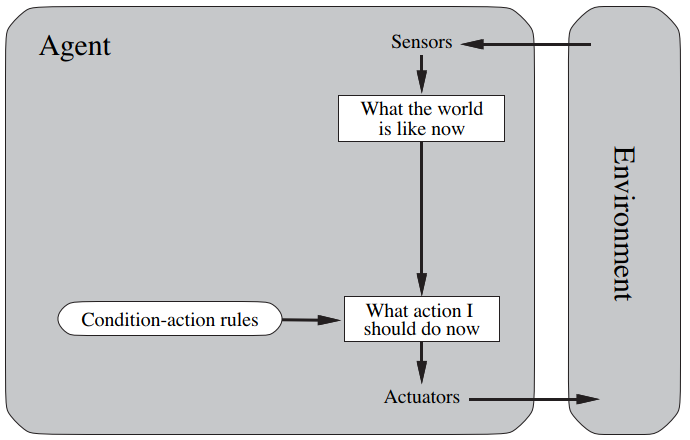 Agent
Sensors
What the world
is like now
Environment
Condition-action rules
What action I
should do now
Actuators